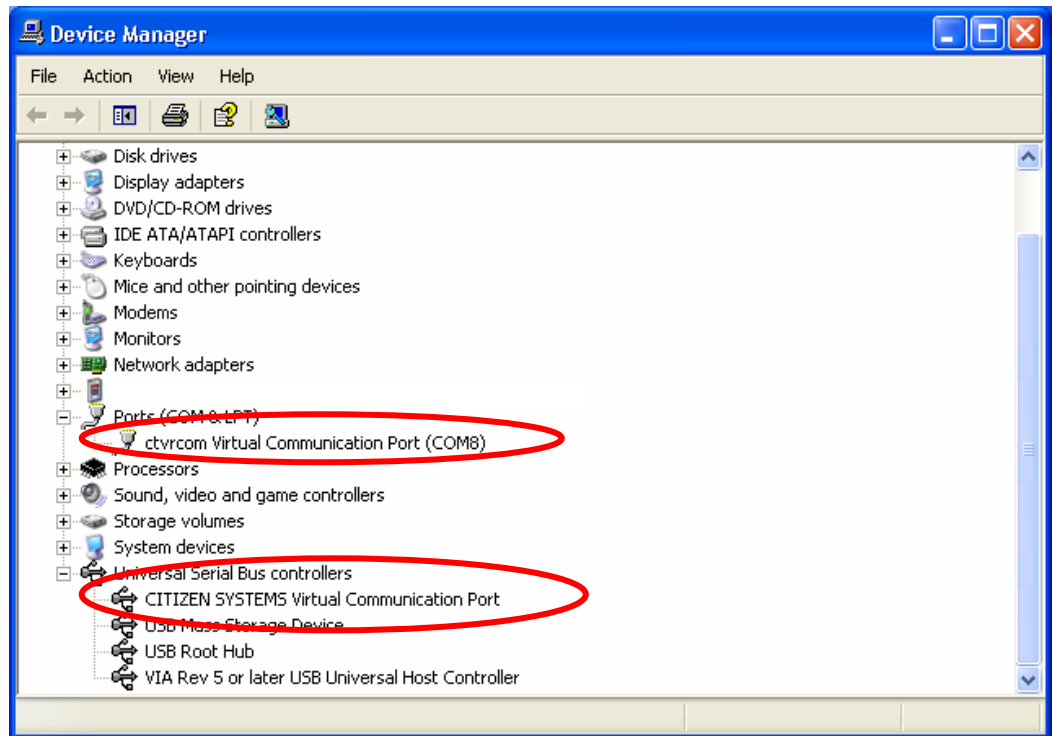 Device Manager
File Action View Help
Disk drives
Display adapters
DVD/CD-ROM drives
IDE ATA/ATAPI controllers
Keyboards
Mice and other pointing devices
Modems
Monitors
Network adapters
Ports (COM & LPT)
ctvrcom Virtual Communication Port (COM8)
Processors
Sound, video and game controllers
Storage volumes
System devices
Universal Serial Bus controllers
CITIZEN SYSTEMS Virtual Communication Port
USB Mass Storage Device
USB Root Hub
VIA Rev 5 or later USB Universal Host Controller